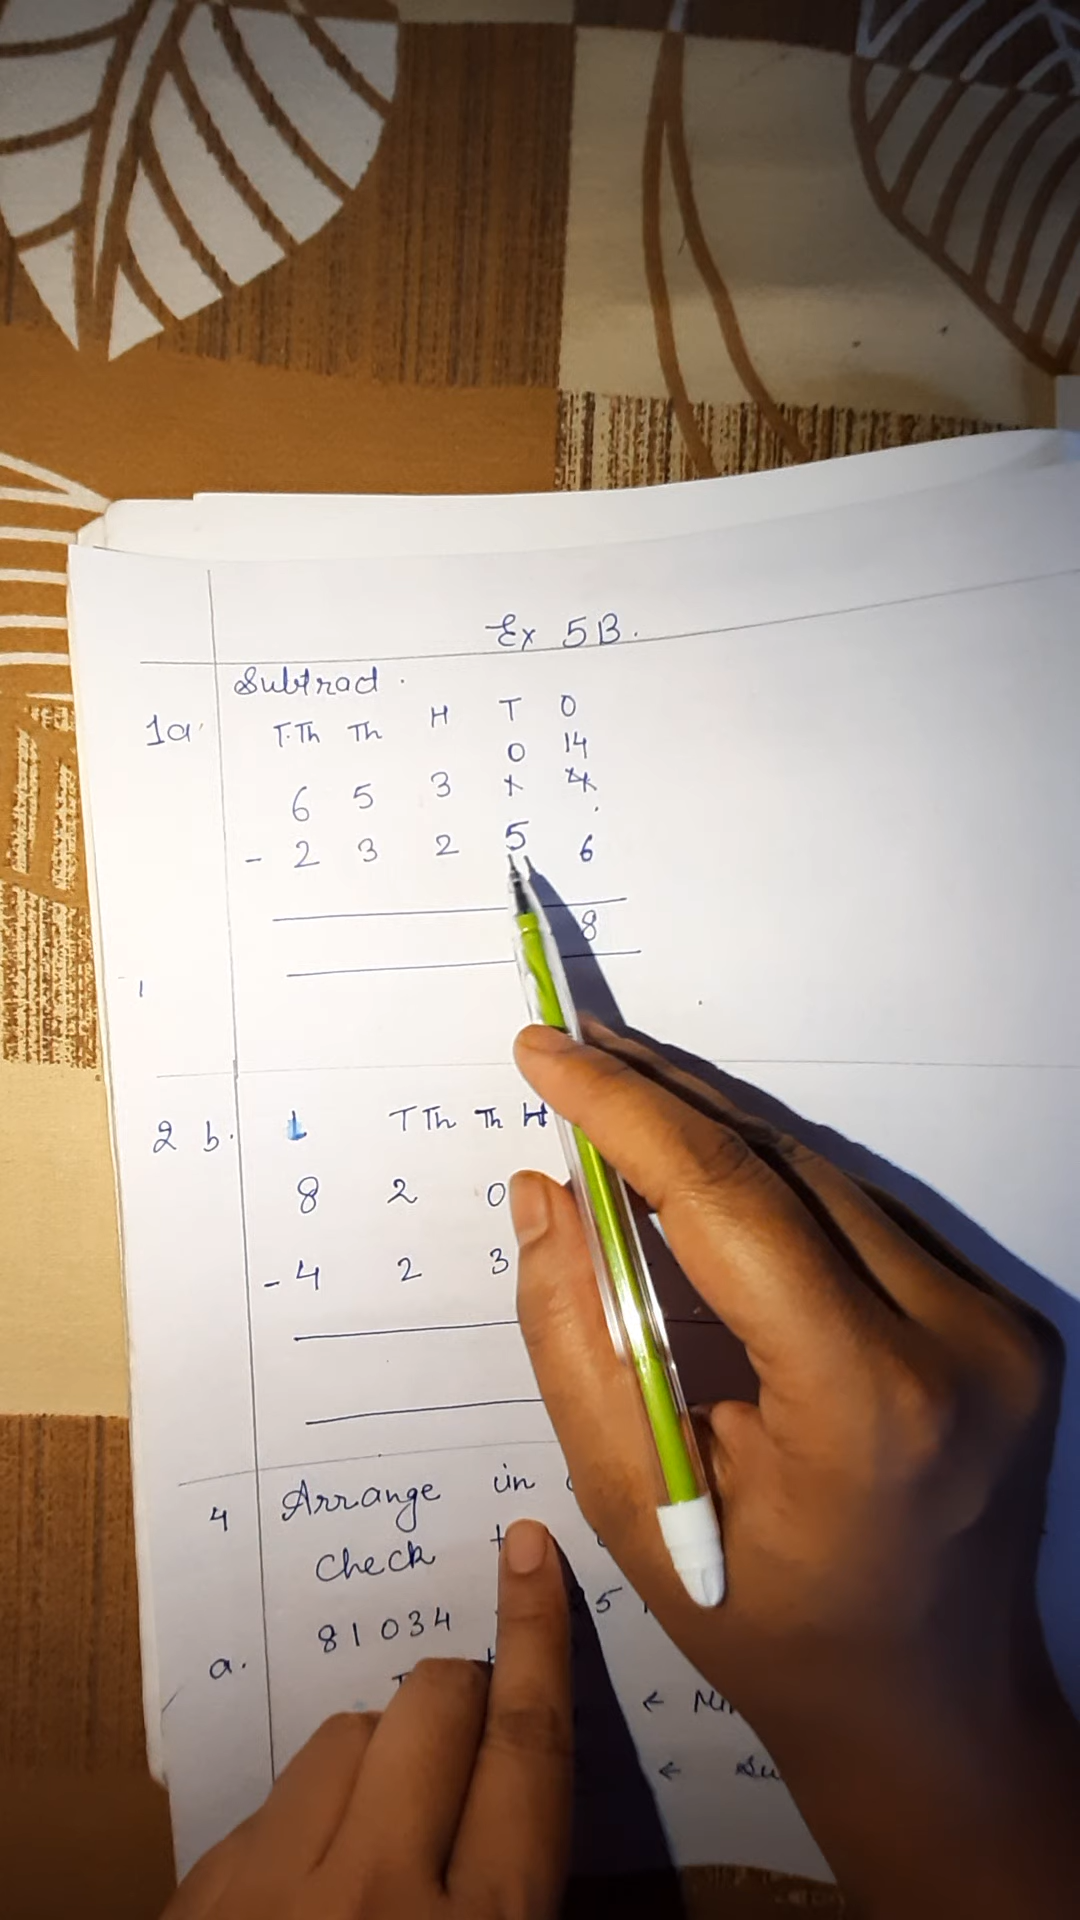 Ex 5B.
Subtract.
1a. T.Th Th H T O
0 14
6 5 3 1 4
- 2 3 2 5 6
8
2 b. L T Th Th H
8 2 0
- 4 2 3
4 Arrange in
Check
81034
a.
←
←